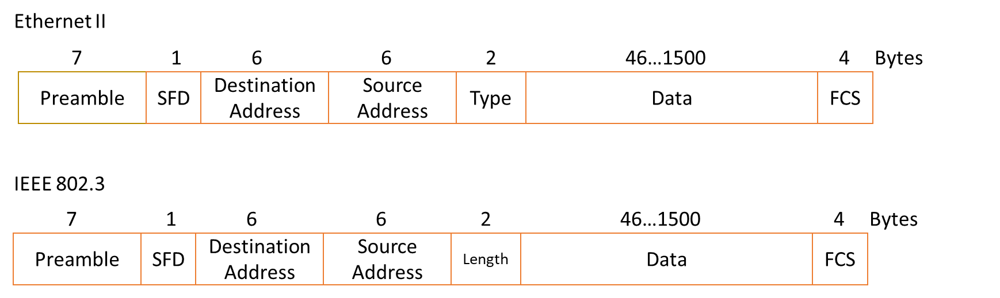 Ethernet II
7 1 6 6 2 46...1500 4 Bytes
Preamble SFD Destination Address Source Address Type Data FCS
IEEE 802.3
7 1 6 6 2 46...1500 4 Bytes
Preamble SFD Destination Address Source Address Length Data FCS